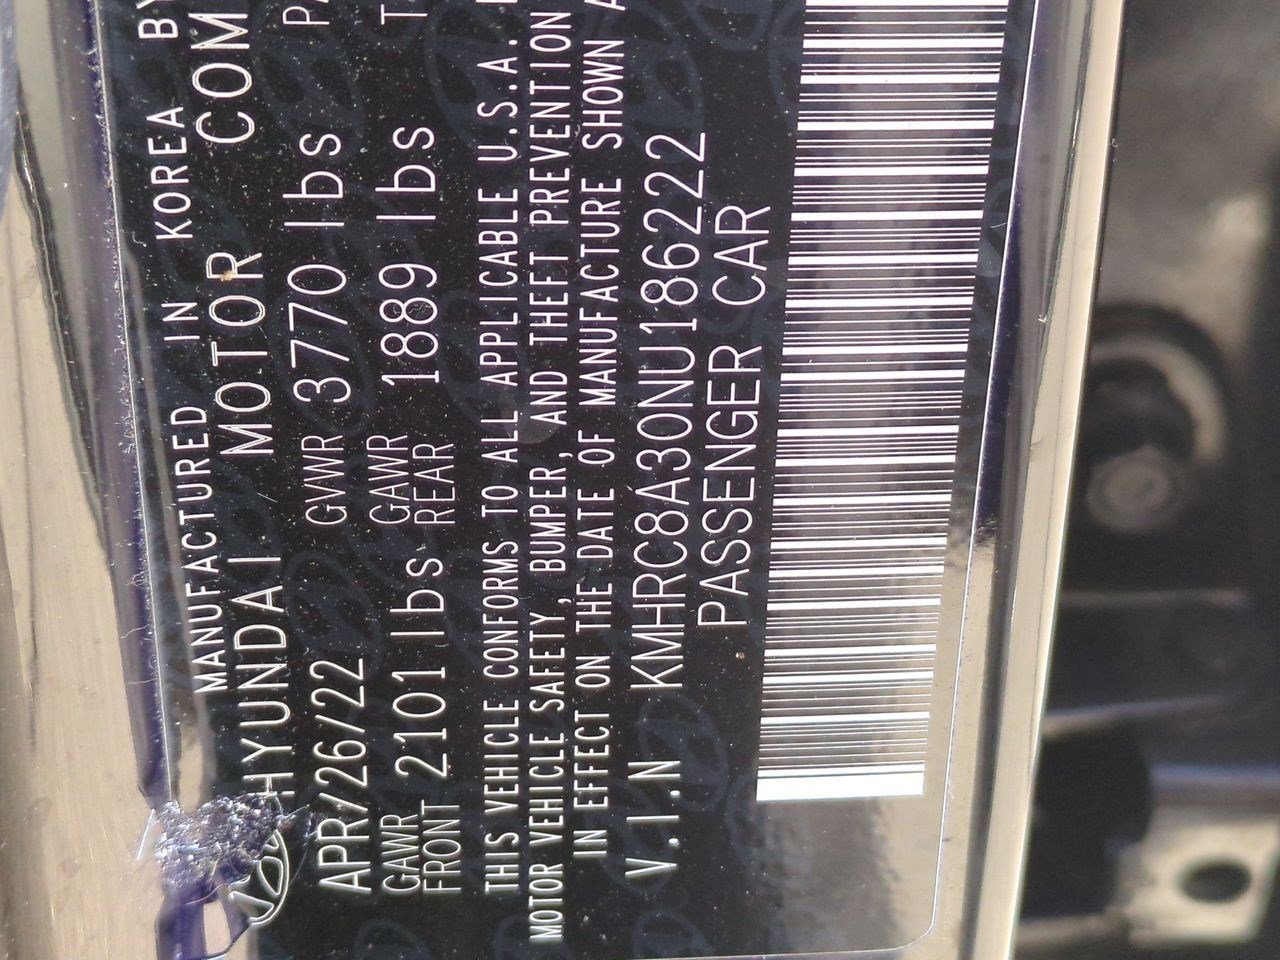 MANUFACTURED IN KOREA BY
HYUNDAI MOTOR COM
APR/26/22 GVWR 3770 lbs
GAWR FRONT 2101 lbs GAWR REAR 1889 lbs
THIS VEHICLE CONFORMS TO ALL APPLICABLE U.S.A.
MOTOR VEHICLE SAFETY, BUMPER, AND THEFT PREVENTION
IN EFFECT ON THE DATE OF MANUFACTURE SHOWN
V.I.N KMHRC8A30NU186222
PASSENGER CAR